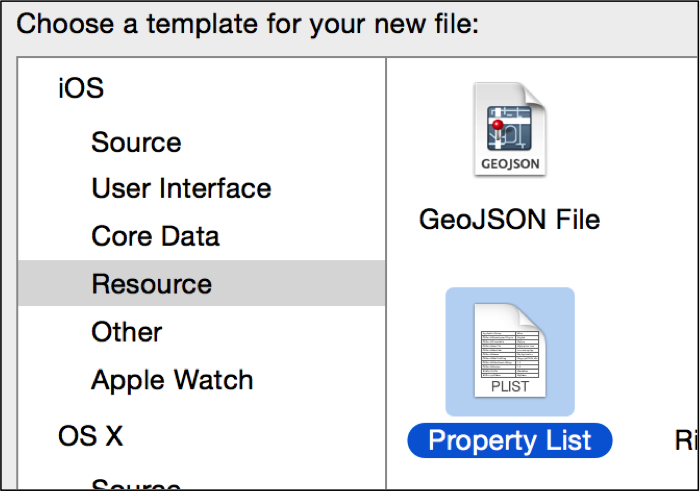 Choose a template for your new file:
iOS
Source
User Interface
Core Data
Resource
Other
Apple Watch
OS X
Source
GEOJSON
GeoJSON File
PLIST
Property List
Ri